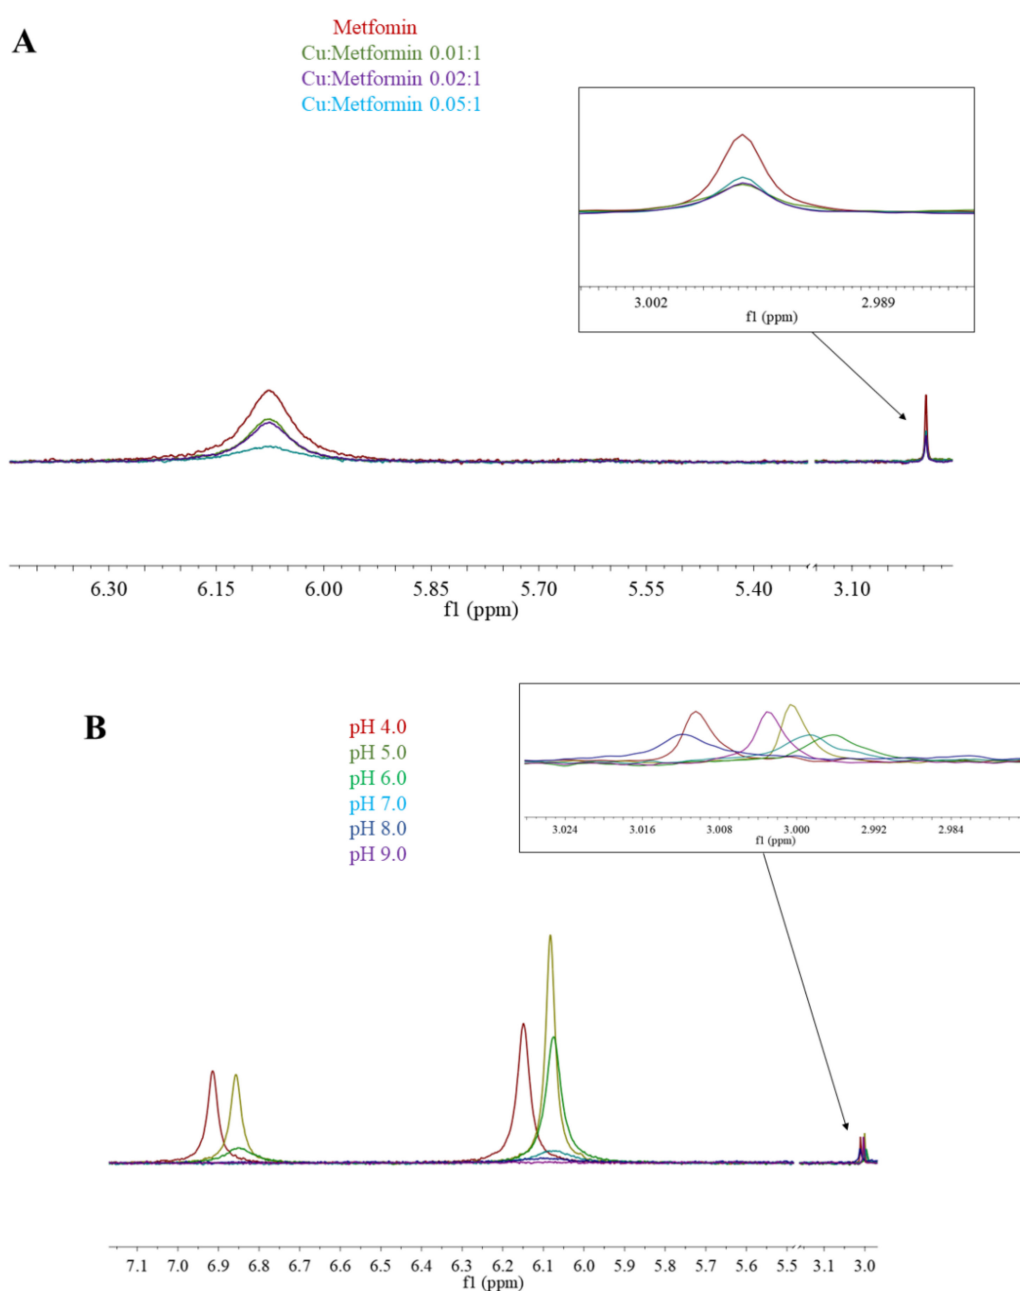 A
Metfomin
Cu:Metformin 0.01:1
Cu:Metformin 0.02:1
Cu:Metformin 0.05:1
3.002 2.989
f1 (ppm)
6.30 6.15 6.00 5.85 5.70 5.55 5.40 3.10
f1 (ppm)
B
pH 4.0
pH 5.0
pH 6.0
pH 7.0
pH 8.0
pH 9.0
3.024 3.016 3.008 3.000 2.992 2.984
f1 (ppm)
7.1 7.0 6.9 6.8 6.7 6.6 6.5 6.4 6.3 6.2 6.1 6.0 5.9 5.8 5.7 5.6 5.5 3.1 3.0
f1 (ppm)